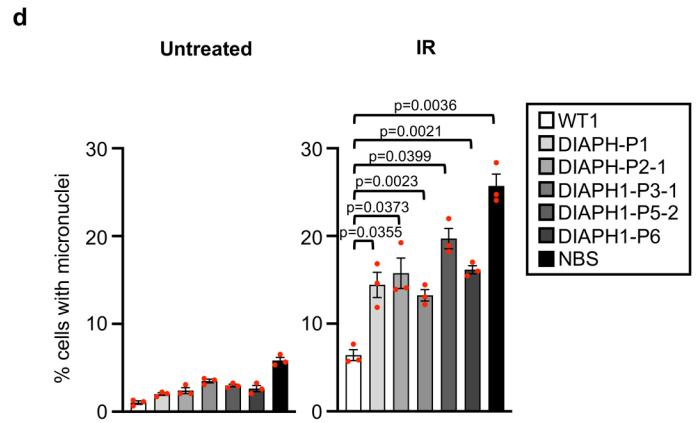 d
Untreated
IR
% cells with micronuclei
30
20
10
0
30
20
10
0
p=0.0036
p=0.0021
p=0.0399
p=0.0023
p=0.0373
p=0.0355
WT1
DIAPH-P1
DIAPH-P2-1
DIAPH1-P3-1
DIAPH1-P5-2
DIAPH1-P6
NBS